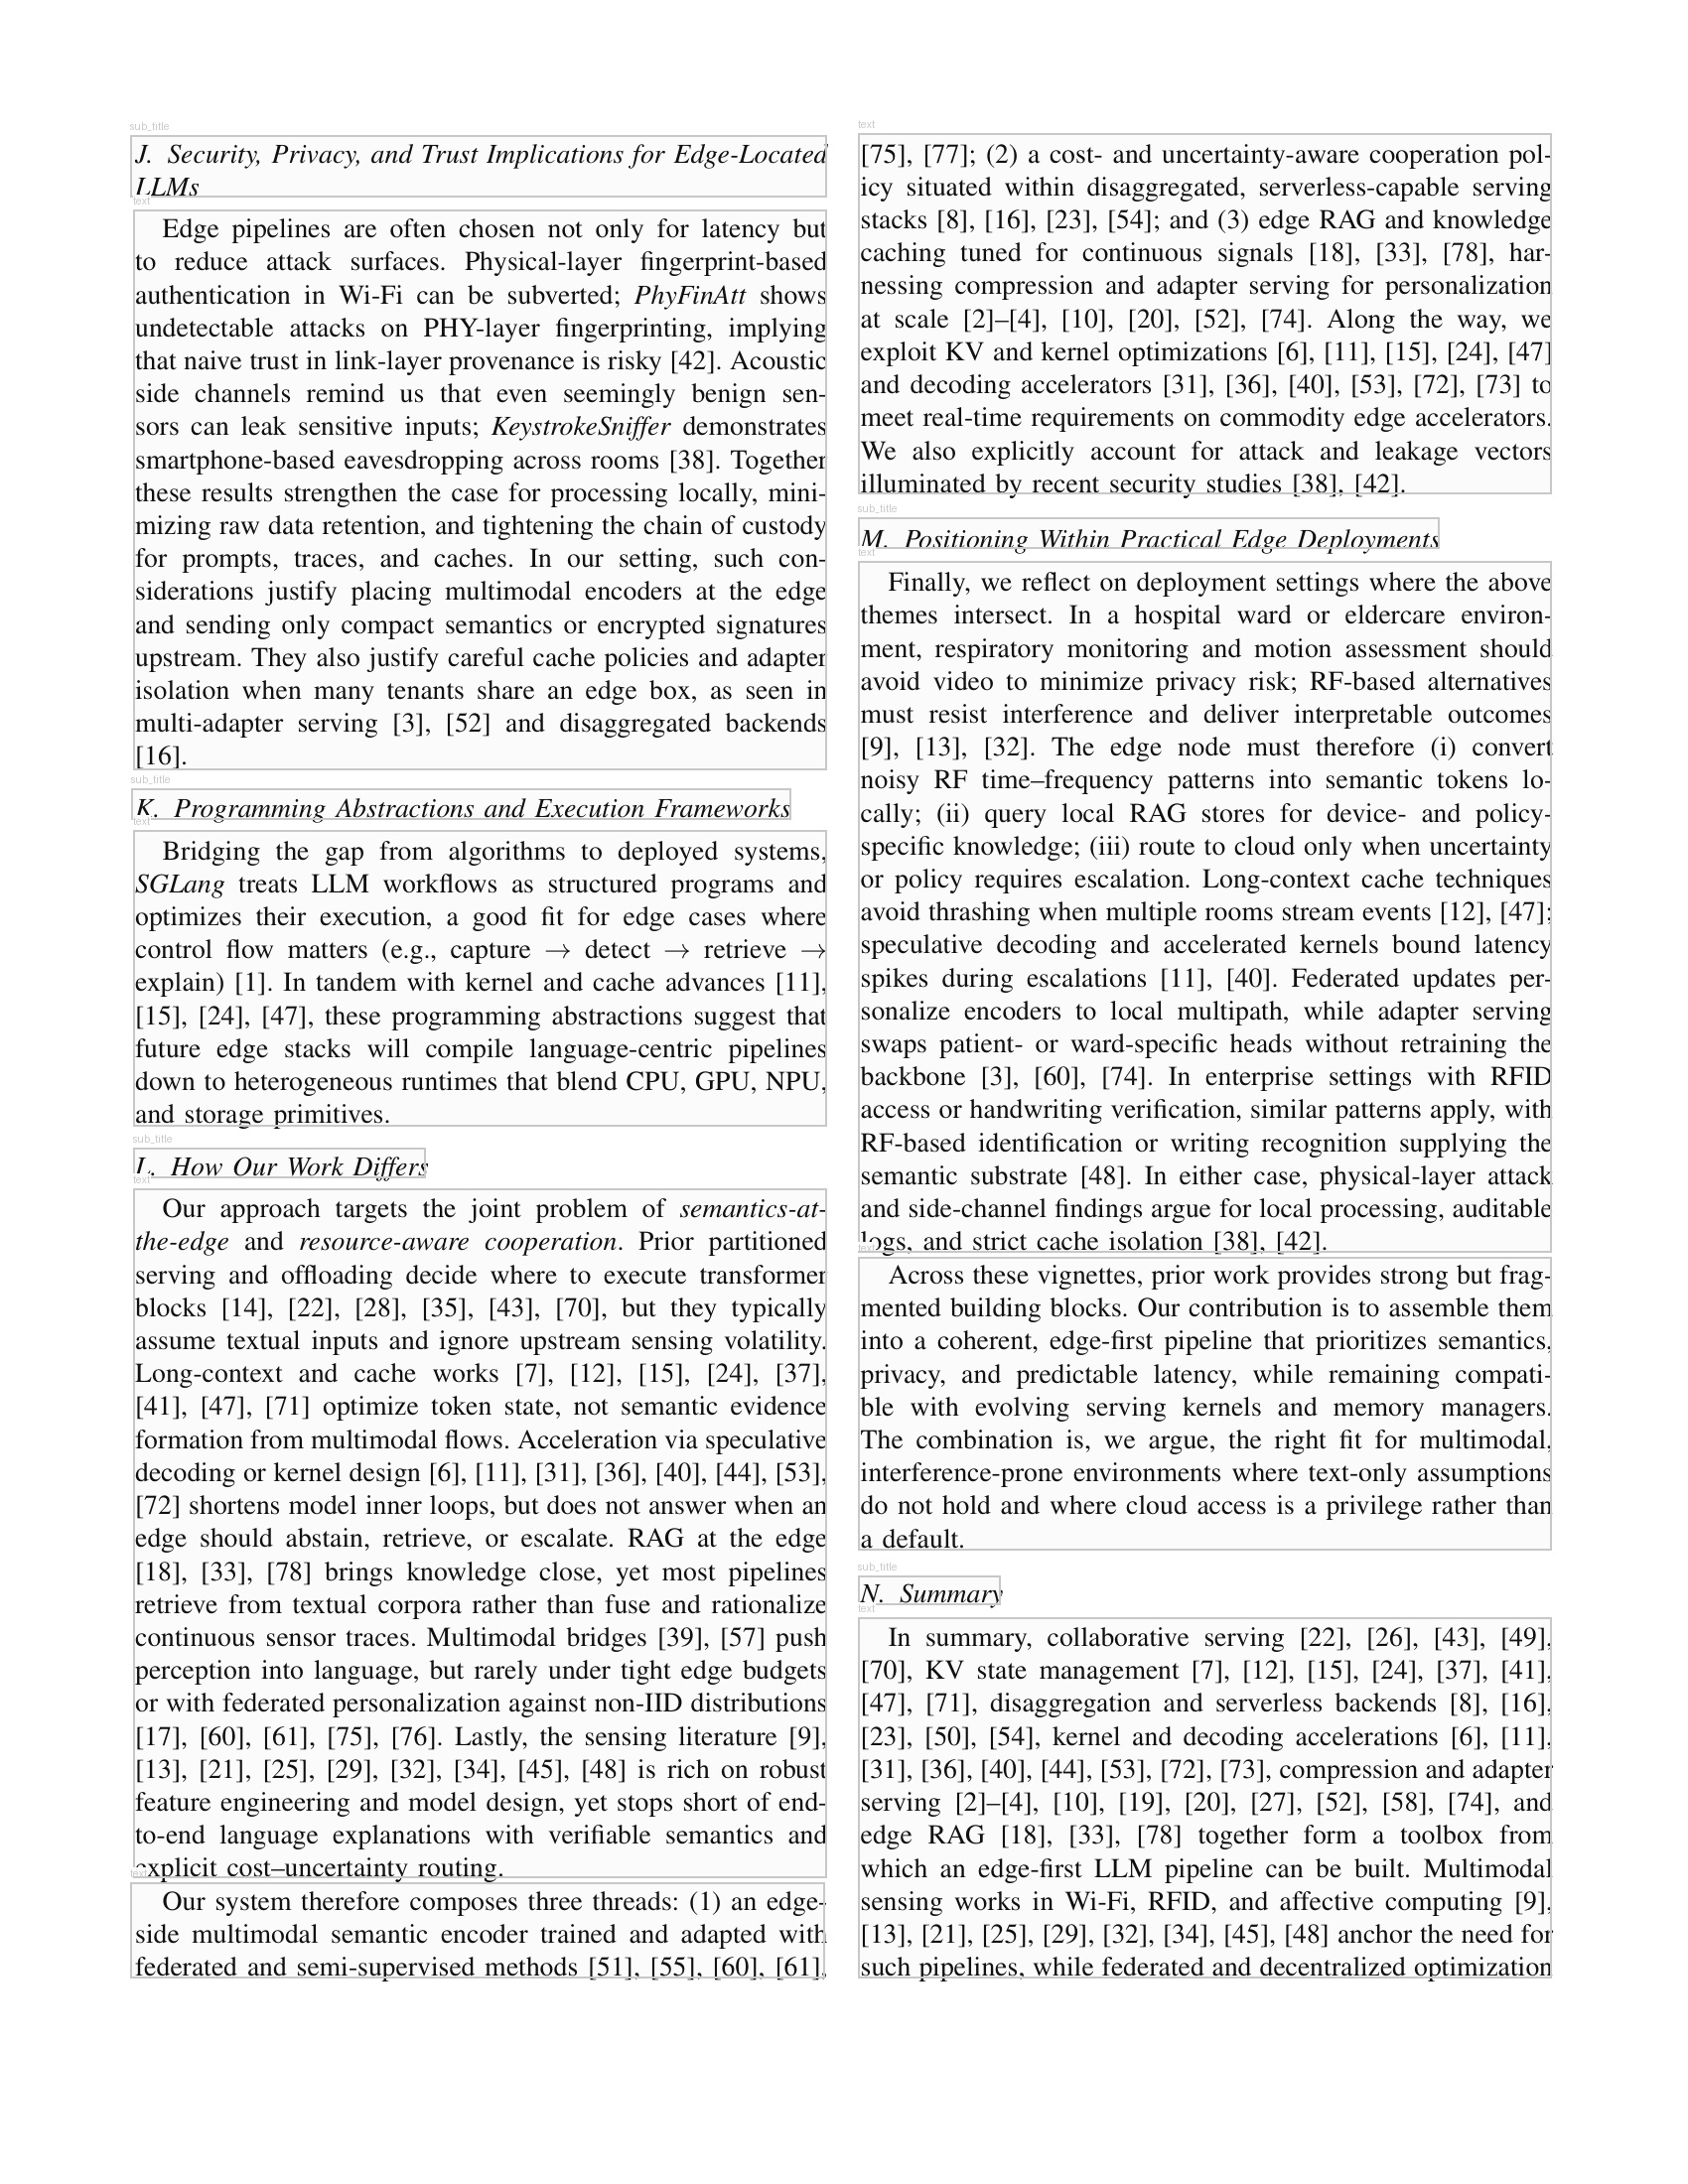 sub_title
J. Security, Privacy, and Trust Implications for Edge-Located
LLMs
text
Edge pipelines are often chosen not only for latency but
to reduce attack surfaces. Physical-layer fingerprint-based
authentication in Wi-Fi can be subverted; PhyFinAtt shows
undetectable attacks on PHY-layer fingerprinting, implying
that naive trust in link-layer provenance is risky [42]. Acoustic
side channels remind us that even seemingly benign sen-
sors can leak sensitive inputs; KeystrokeSniffer demonstrates
smartphone-based eavesdropping across rooms [38]. Together
these results strengthen the case for processing locally, mini-
mizing raw data retention, and tightening the chain of custody
for prompts, traces, and caches. In our setting, such con-
siderations justify placing multimodal encoders at the edge
and sending only compact semantics or encrypted signatures
upstream. They also justify careful cache policies and adapter
isolation when many tenants share an edge box, as seen in
multi-adapter serving [3], [52] and disaggregated backends
[16].
sub_title
K. Programming Abstractions and Execution Frameworks
text
Bridging the gap from algorithms to deployed systems,
SGLang treats LLM workflows as structured programs and
optimizes their execution, a good fit for edge cases where
control flow matters (e.g., capture → detect → retrieve →
explain) [1]. In tandem with kernel and cache advances [11],
[15], [24], [47], these programming abstractions suggest that
future edge stacks will compile language-centric pipelines
down to heterogeneous runtimes that blend CPU, GPU, NPU,
and storage primitives.
sub_title
L. How Our Work Differs
text
Our approach targets the joint problem of semantics-at-
the-edge and resource-aware cooperation. Prior partitioned
serving and offloading decide where to execute transformer
blocks [14], [22], [28], [35], [43], [70], but they typically
assume textual inputs and ignore upstream sensing volatility.
Long-context and cache works [7], [12], [15], [24], [37],
[41], [47], [71] optimize token state, not semantic evidence
formation from multimodal flows. Acceleration via speculative
decoding or kernel design [6], [11], [31], [36], [40], [44], [53],
[72] shortens model inner loops, but does not answer when an
edge should abstain, retrieve, or escalate. RAG at the edge
[18], [33], [78] brings knowledge close, yet most pipelines
retrieve from textual corpora rather than fuse and rationalize
continuous sensor traces. Multimodal bridges [39], [57] push
perception into language, but rarely under tight edge budgets
or with federated personalization against non-IID distributions
[17], [60], [61], [75], [76]. Lastly, the sensing literature [9],
[13], [21], [25], [29], [32], [34], [45], [48] is rich on robust
feature engineering and model design, yet stops short of end-
to-end language explanations with verifiable semantics and
explicit cost–uncertainty routing.
text
Our system therefore composes three threads: (1) an edge-
side multimodal semantic encoder trained and adapted with
federated and semi-supervised methods [51], [55], [60], [61],
text
[75], [77]; (2) a cost- and uncertainty-aware cooperation pol-
icy situated within disaggregated, serverless-capable serving
stacks [8], [16], [23], [54]; and (3) edge RAG and knowledge
caching tuned for continuous signals [18], [33], [78], har-
nessing compression and adapter serving for personalization
at scale [2]–[4], [10], [20], [52], [74]. Along the way, we
exploit KV and kernel optimizations [6], [11], [15], [24], [47]
and decoding accelerators [31], [36], [40], [53], [72], [73] to
meet real-time requirements on commodity edge accelerators.
We also explicitly account for attack and leakage vectors
illuminated by recent security studies [38], [42].
sub_title
M. Positioning Within Practical Edge Deployments
text
Finally, we reflect on deployment settings where the above
themes intersect. In a hospital ward or eldercare environ-
ment, respiratory monitoring and motion assessment should
avoid video to minimize privacy risk; RF-based alternatives
must resist interference and deliver interpretable outcomes
[9], [13], [32]. The edge node must therefore (i) convert
noisy RF time–frequency patterns into semantic tokens lo-
cally; (ii) query local RAG stores for device- and policy-
specific knowledge; (iii) route to cloud only when uncertainty
or policy requires escalation. Long-context cache techniques
avoid thrashing when multiple rooms stream events [12], [47];
speculative decoding and accelerated kernels bound latency
spikes during escalations [11], [40]. Federated updates per-
sonalize encoders to local multipath, while adapter serving
swaps patient- or ward-specific heads without retraining the
backbone [3], [60], [74]. In enterprise settings with RFID
access or handwriting verification, similar patterns apply, with
RF-based identification or writing recognition supplying the
semantic substrate [48]. In either case, physical-layer attack
and side-channel findings argue for local processing, auditable
logs, and strict cache isolation [38], [42].
text
Across these vignettes, prior work provides strong but frag-
mented building blocks. Our contribution is to assemble them
into a coherent, edge-first pipeline that prioritizes semantics,
privacy, and predictable latency, while remaining compati-
ble with evolving serving kernels and memory managers.
The combination is, we argue, the right fit for multimodal,
interference-prone environments where text-only assumptions
do not hold and where cloud access is a privilege rather than
a default.
sub_title
N. Summary
text
In summary, collaborative serving [22], [26], [43], [49],
[70], KV state management [7], [12], [15], [24], [37], [41],
[47], [71], disaggregation and serverless backends [8], [16],
[23], [50], [54], kernel and decoding accelerations [6], [11],
[31], [36], [40], [44], [53], [72], [73], compression and adapter
serving [2]–[4], [10], [19], [20], [27], [52], [58], [74], and
edge RAG [18], [33], [78] together form a toolbox from
which an edge-first LLM pipeline can be built. Multimodal
sensing works in Wi-Fi, RFID, and affective computing [9],
[13], [21], [25], [29], [32], [34], [45], [48] anchor the need for
such pipelines, while federated and decentralized optimization